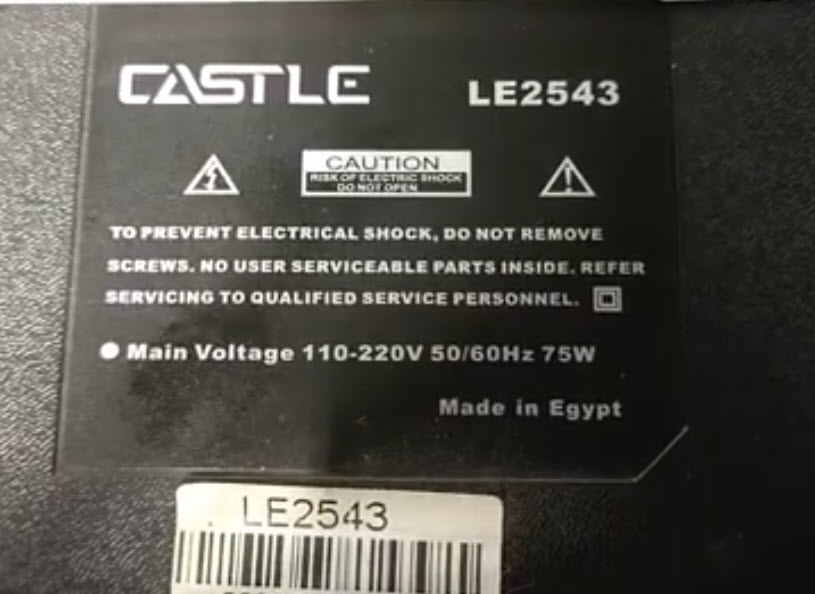 CASTLE LE2543
CAUTION
RISK OF ELECTRIC SHOCK
DO NOT OPEN
TO PREVENT ELECTRICAL SHOCK, DO NOT REMOVE
SCREWS. NO USER SERVICEABLE PARTS INSIDE. REFER
SERVICING TO QUALIFIED SERVICE PERSONNEL.
● Main Voltage 110-220V 50/60Hz 75W
Made in Egypt
LE2543